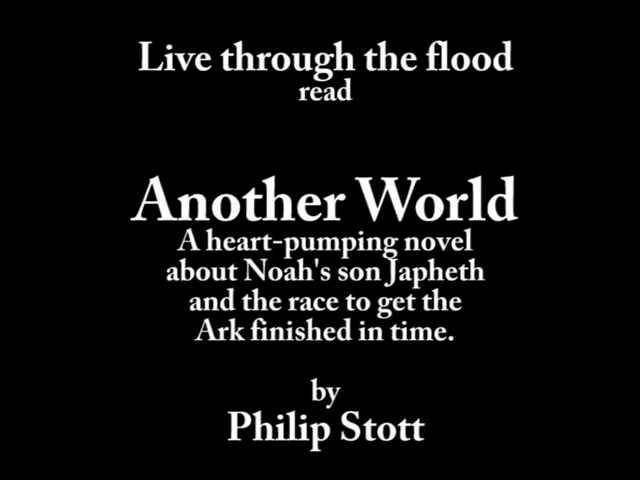 Live through the flood
read
Another World
A heart-pumping novel
about Noah's son Japheth
and the race to get the
Ark finished in time.
by
Philip Stott